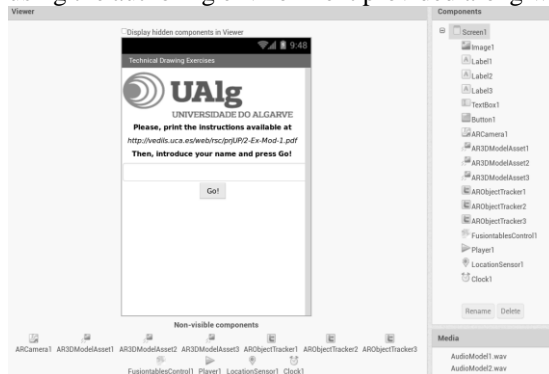 Viewer
Display hidden components in Viewer
9:48
Technical Drawing Exercises
UAlg
UNIVERSIDADE DO ALGARVE
Please, print the instructions available at
http://vedils.uca.es/web/rsc/prjUP/2-Ex-Mod-1.pdf
Then, introduce your name and press Go!
Go!
Non-visible components
ARCamera1 AR3DModelAsset1 AR3DModelAsset2 AR3DModelAsset3 ARObjectTracker1 ARObjectTracker2 ARObjectTracker3
FusiontablesControl1 Player1 LocationSensor1 Clock1
Components
Screen1
Image1
Label1
Label2
Label3
TextBox1
Button1
ARCamera1
AR3DModelAsset1
AR3DModelAsset2
AR3DModelAsset3
ARObjectTracker1
ARObjectTracker2
ARObjectTracker3
FusiontablesControl1
Player1
LocationSensor1
Clock1
Rename Delete
Media
AudioModel1.wav
AudioModel2.wav